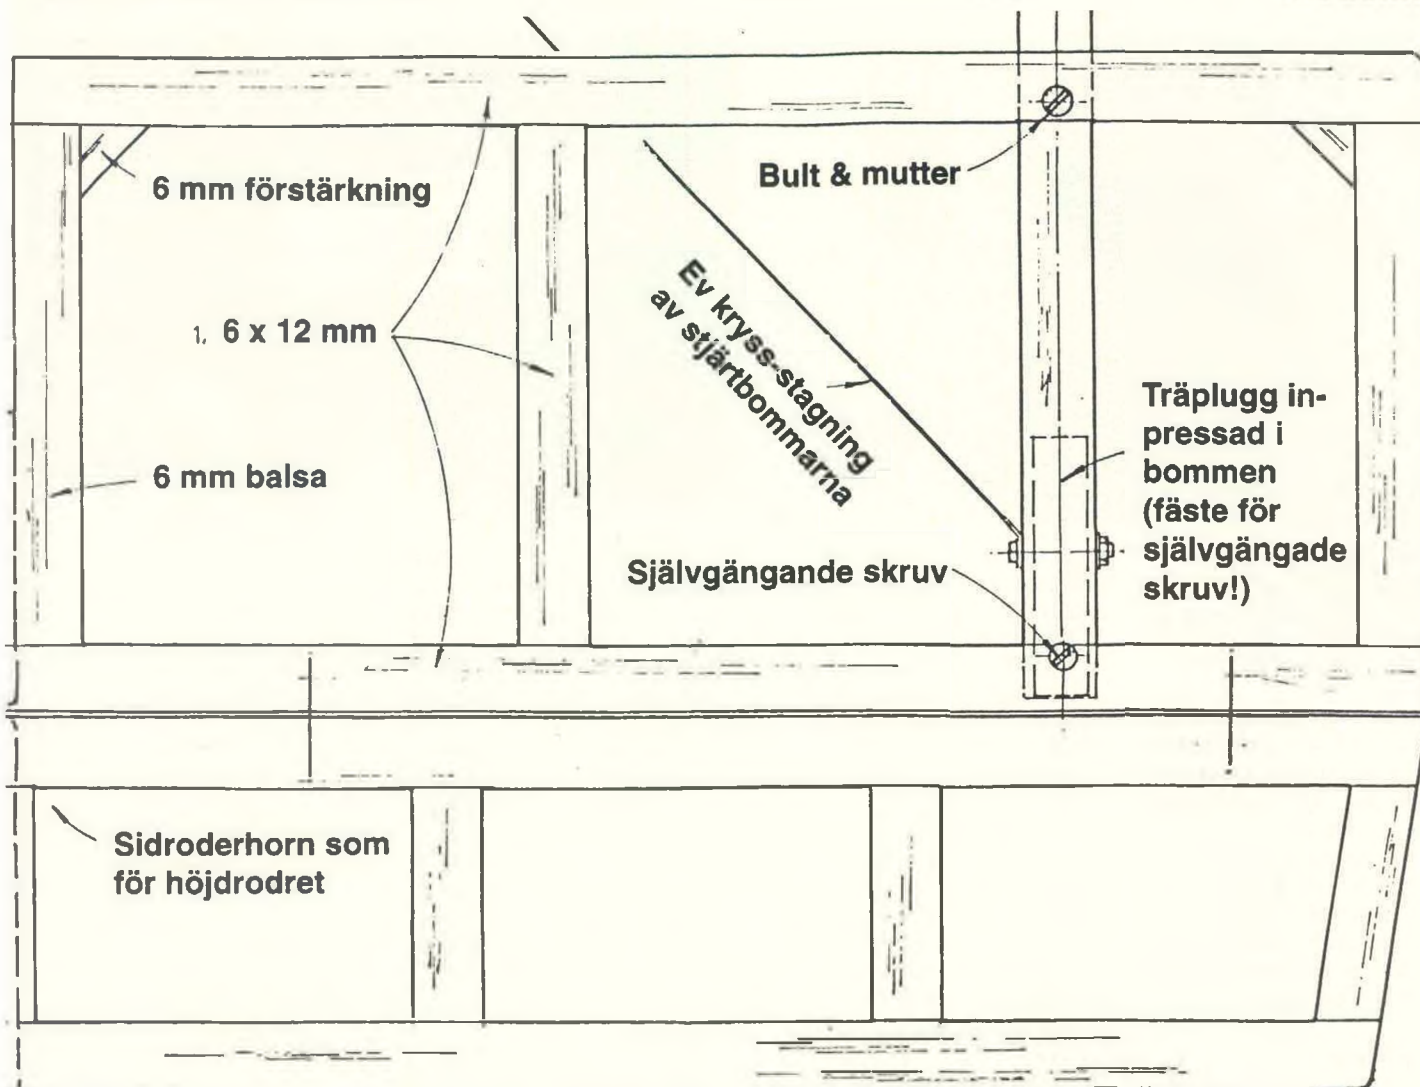 6 mm förstärkning
Bult & mutter
1, 6 x 12 mm
Ev kryss-stagning
av stjärtbommarna
6 mm balsa
Träplugg in-
pressad i
bommen
(fäste för
självgängade
skruv!)
Självgängande skruv
Sidroderhorn som
för höjdrodret